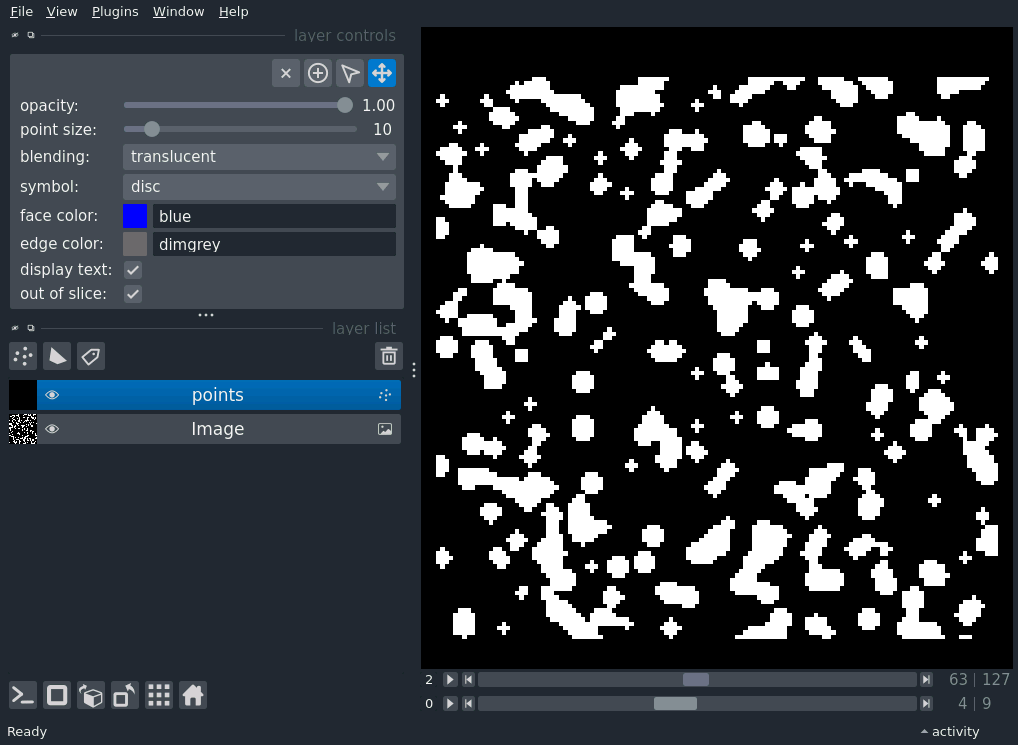 File View Plugins Window Help
layer controls
opacity: 1.00
point size: 10
blending: translucent
symbol: disc
face color: blue
edge color: dimgrey
display text:
out of slice:
layer list
points
Image
2 63 | 127
0 4 | 9
Ready activity